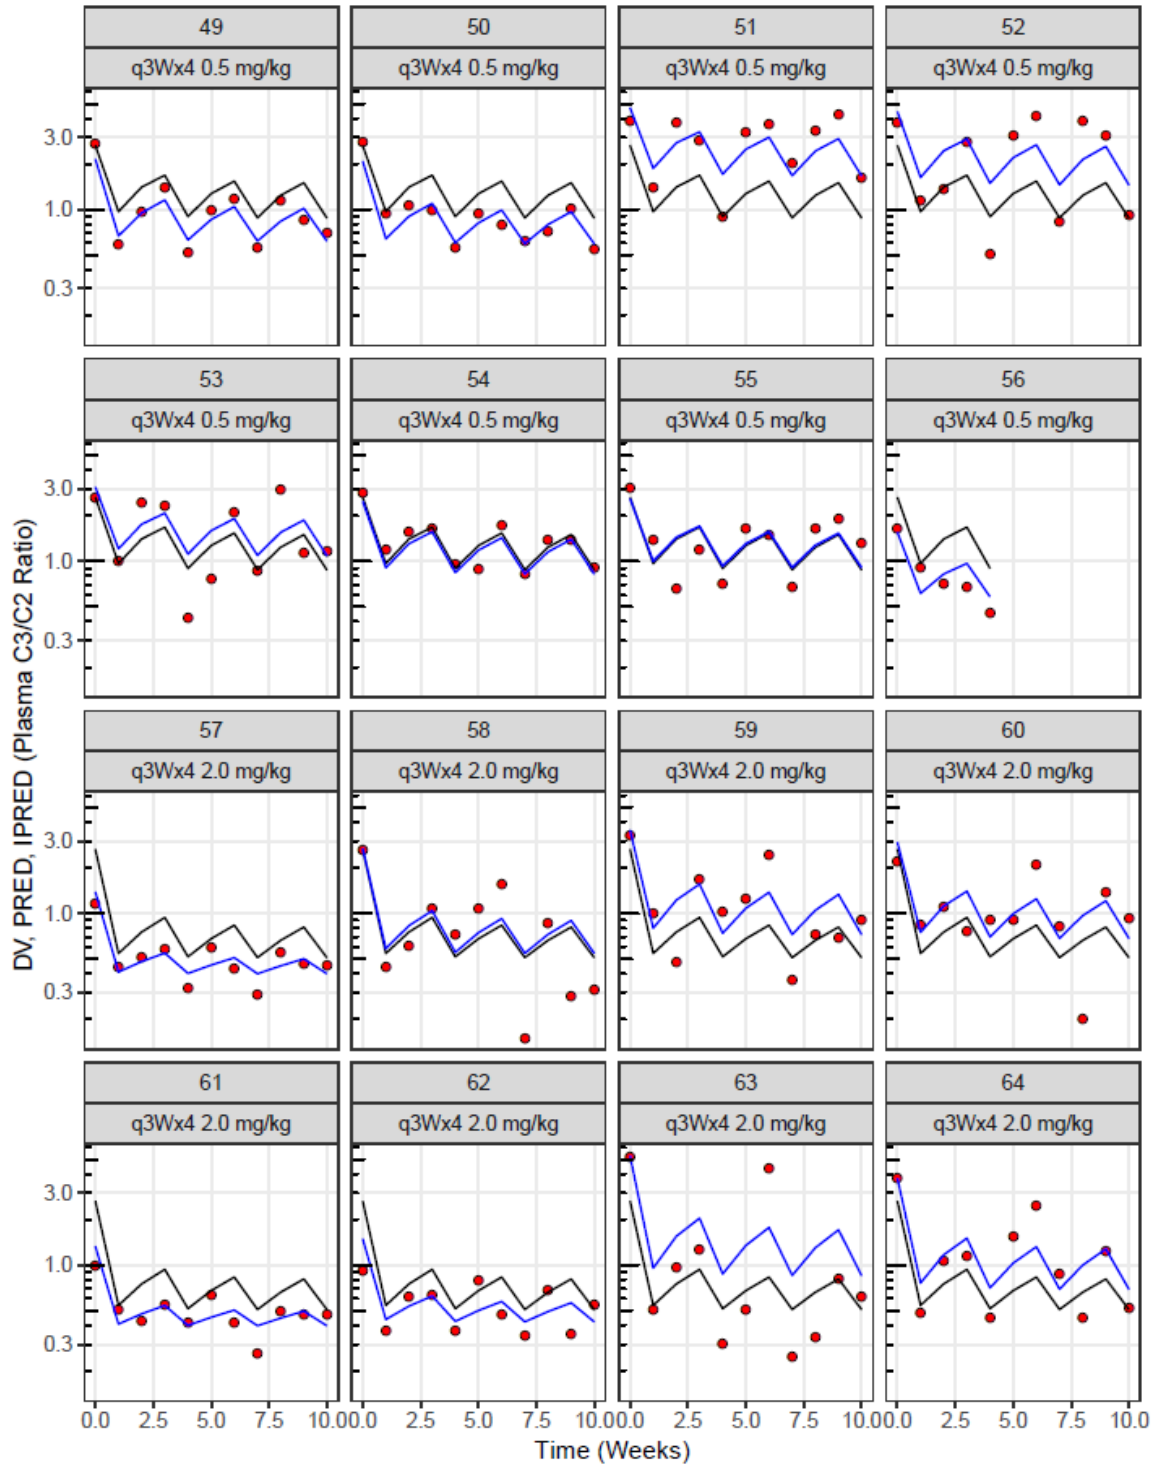 49 50 51 52
q3Wx4 0.5 mg/kg q3Wx4 0.5 mg/kg q3Wx4 0.5 mg/kg q3Wx4 0.5 mg/kg
3.0
1.0
0.3
53 54 55 56
q3Wx4 0.5 mg/kg q3Wx4 0.5 mg/kg q3Wx4 0.5 mg/kg q3Wx4 0.5 mg/kg
3.0
1.0
0.3
DV, PRED, IPRED (Plasma C3/C2 Ratio)
57 58 59 60
q3Wx4 2.0 mg/kg q3Wx4 2.0 mg/kg q3Wx4 2.0 mg/kg q3Wx4 2.0 mg/kg
3.0
1.0
0.3
61 62 63 64
q3Wx4 2.0 mg/kg q3Wx4 2.0 mg/kg q3Wx4 2.0 mg/kg q3Wx4 2.0 mg/kg
3.0
1.0
0.3
0.0 2.5 5.0 7.5 10.0 0.0 2.5 5.0 7.5 10.0 0.0 2.5 5.0 7.5 10.0 0.0 2.5 5.0 7.5 10.0
Time (Weeks)